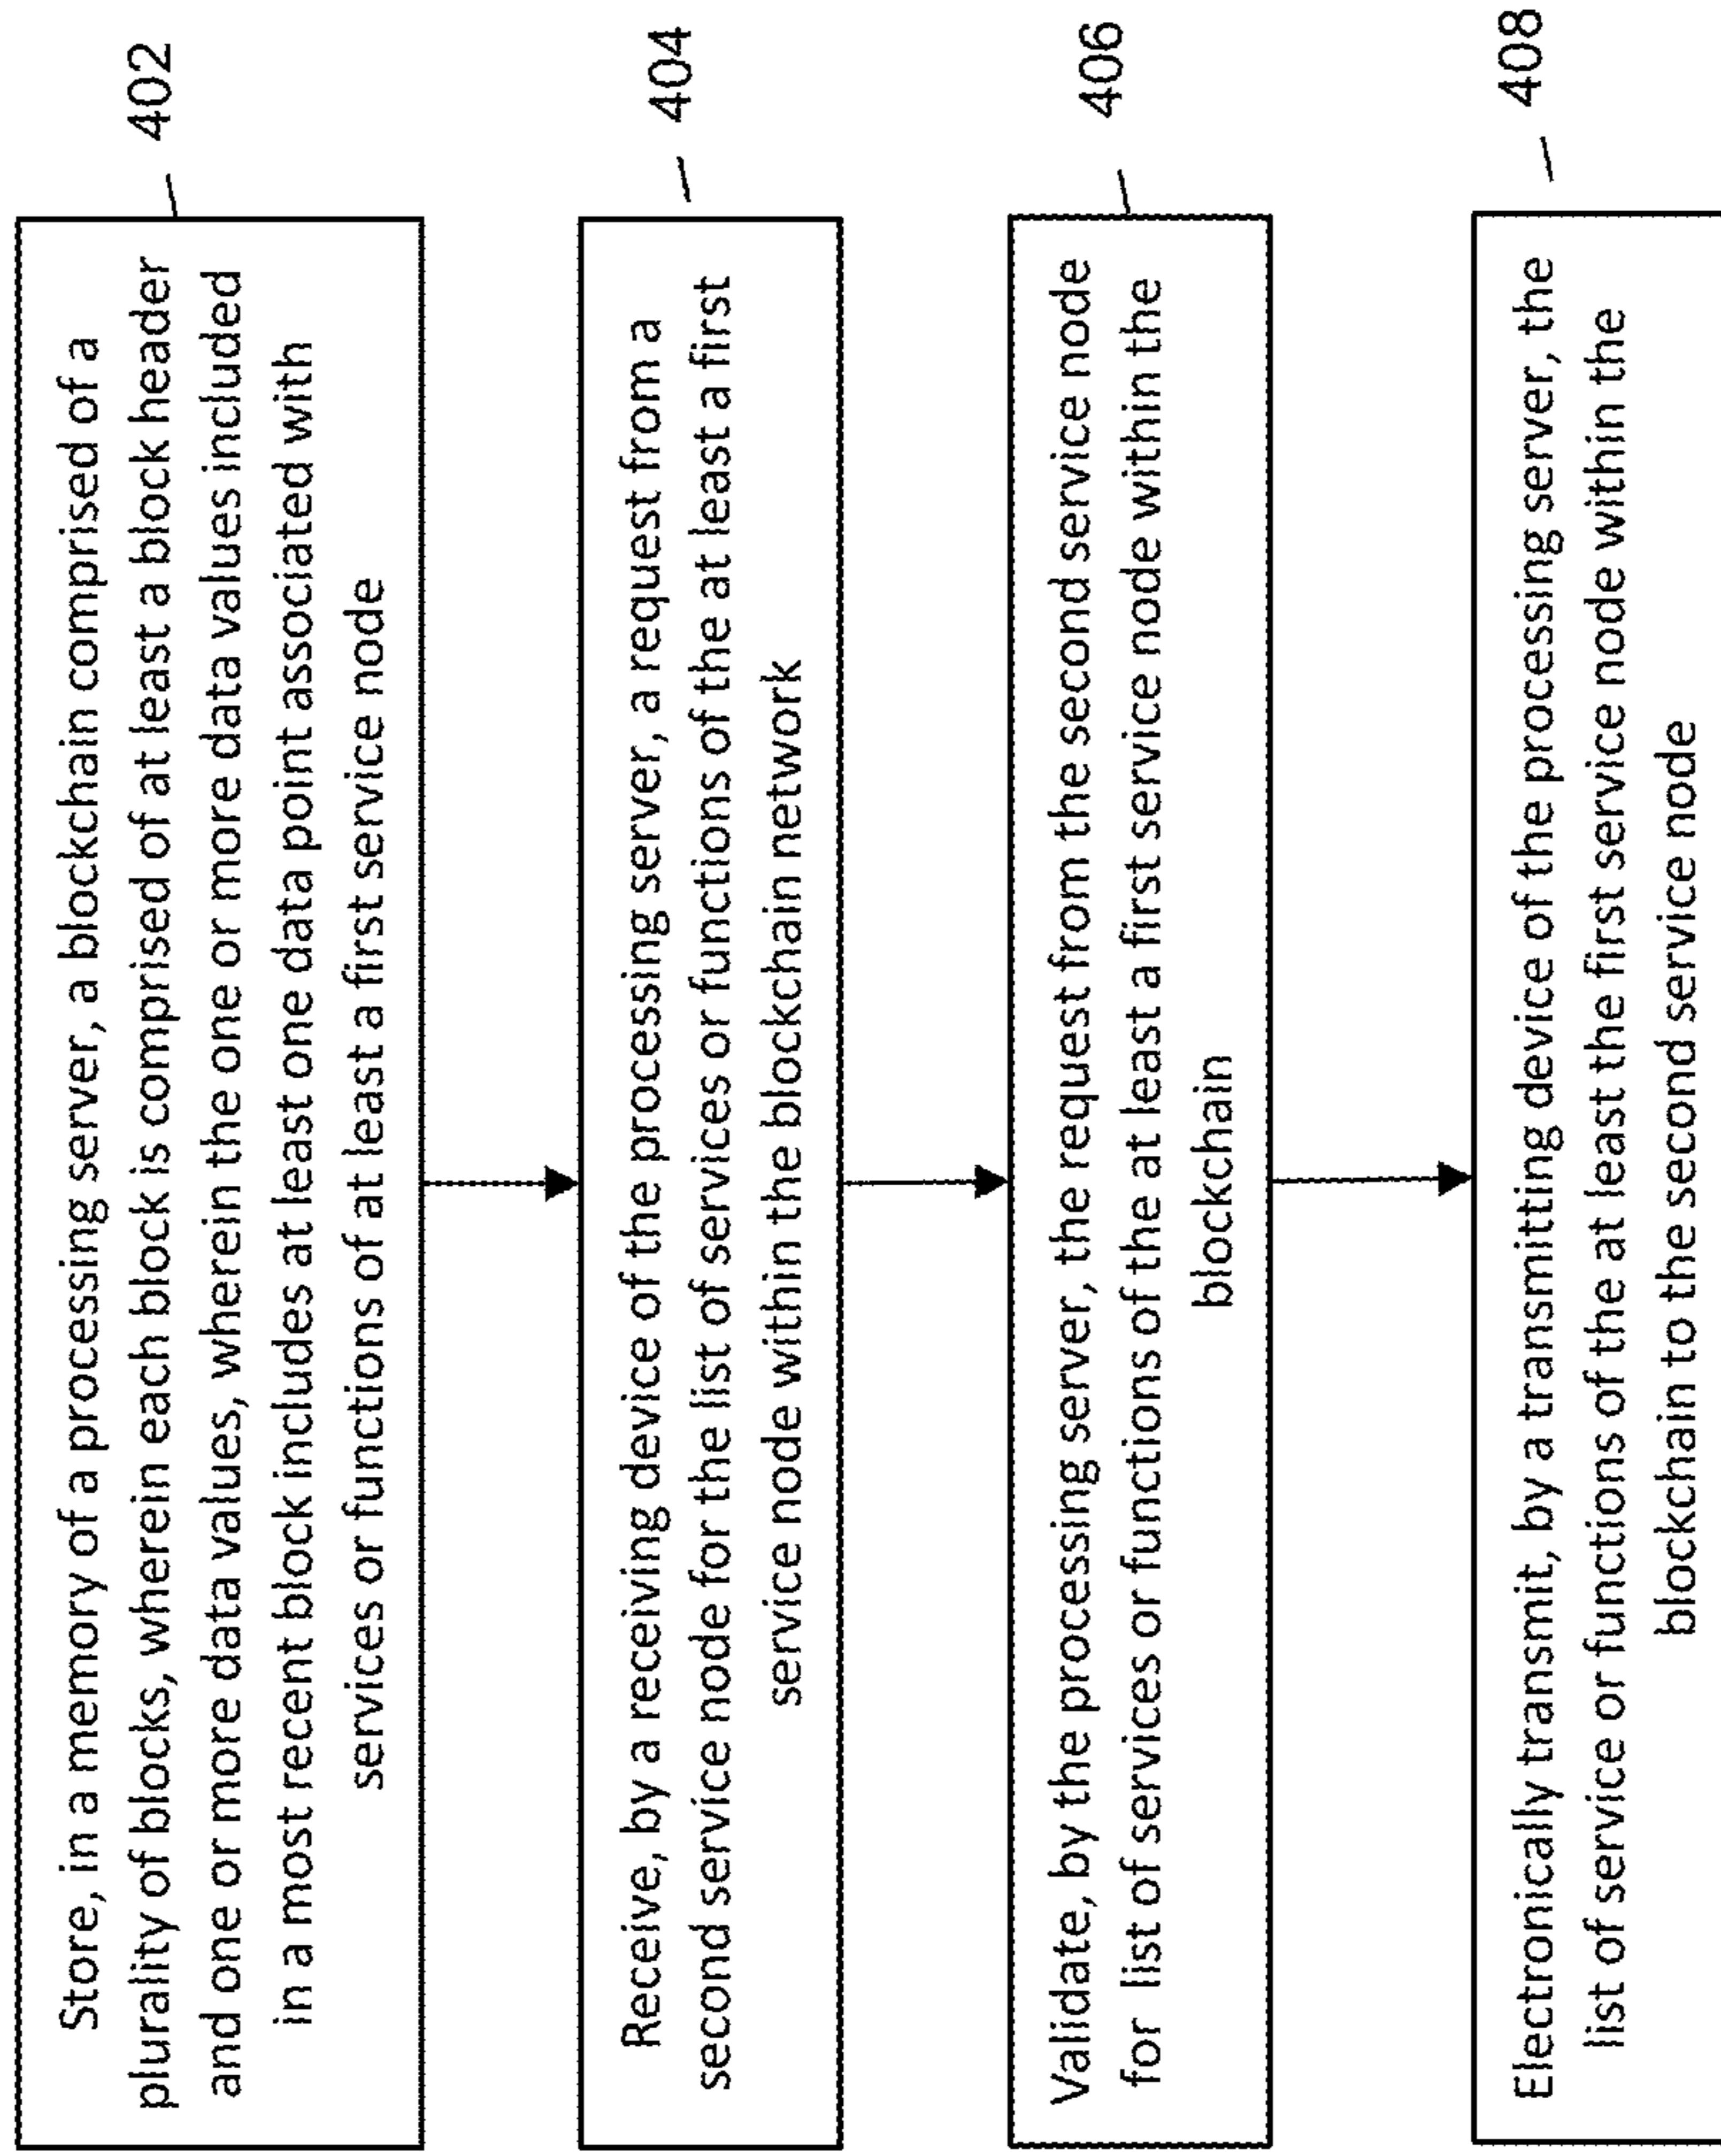 Store, in a memory of a processing server, a blockchain comprised of a
plurality of blocks, wherein each block is comprised of at least a block header
and one or more data values, wherein the one or more data values included
in a most recent block includes at least one data point associated with
services or functions of at least a first service node
402
Receive, by a receiving device of the processing server, a request from a
second service node for the list of services or functions of the at least a first
service node within the blockchain network
404
Validate, by the processing server, the request from the second service node
for list of services or functions of the at least a first service node within the
blockchain
406
Electronically transmit, by a transmitting device of the processing server, the
list of service or functions of the at least the first service node within the
blockchain to the second service node
408